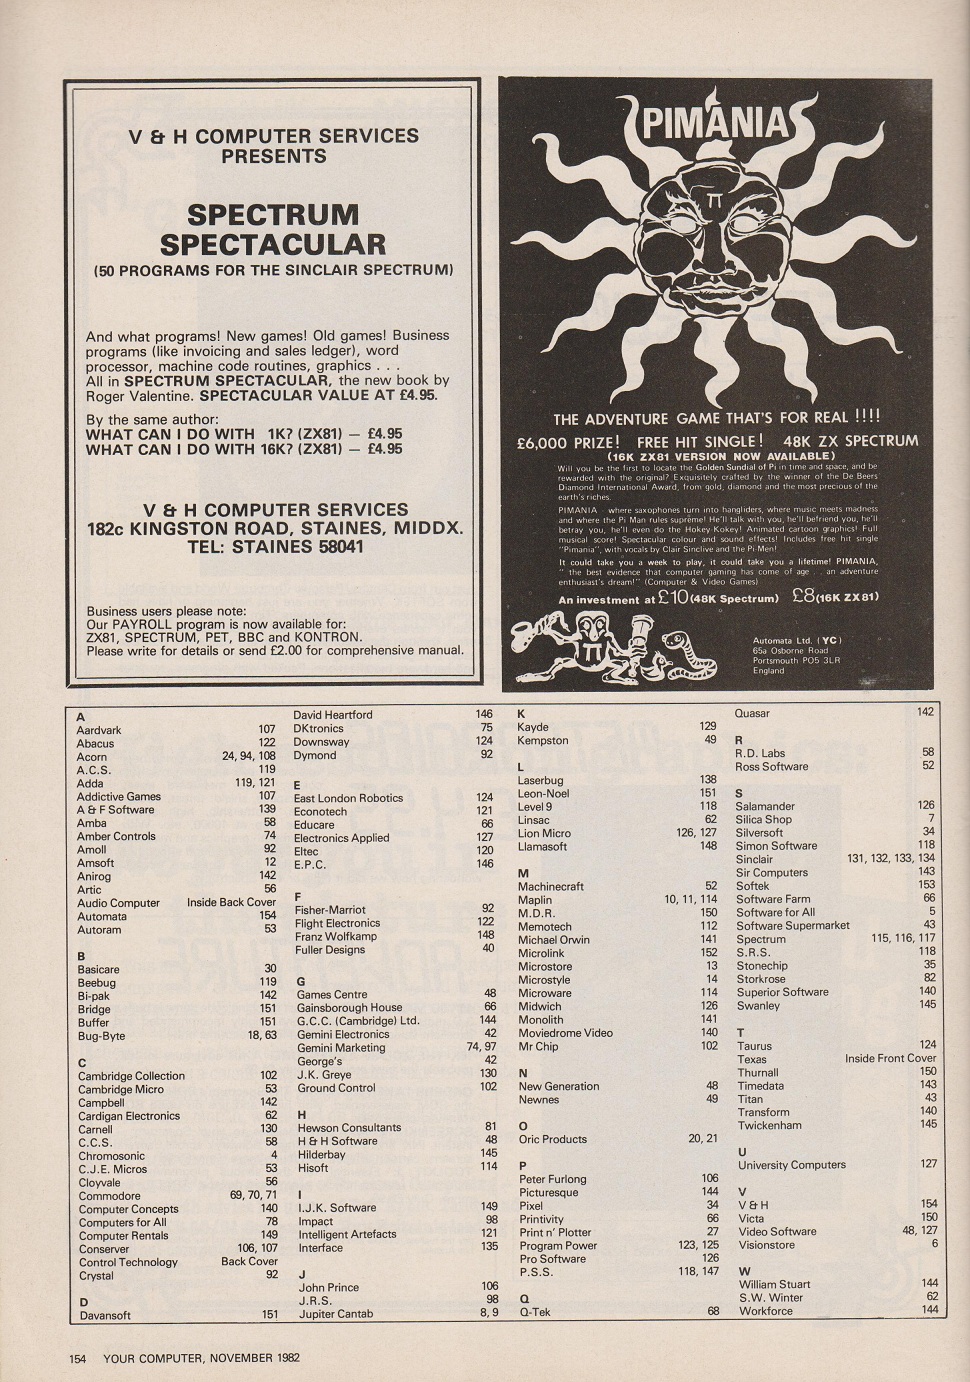 V & H COMPUTER SERVICES
PRESENTS
SPECTRUM
SPECTACULAR
(50 PROGRAMS FOR THE SINCLAIR SPECTRUM)
And what programs! New games! Old games! Business
programs (like invoicing and sales ledger), word
processor, machine code routines, graphics . . .
All in SPECTRUM SPECTACULAR, the new book by
Roger Valentine. SPECTACULAR VALUE AT £4.95.
By the same author:
WHAT CAN I DO WITH 1K? (ZX81) — £4.95
WHAT CAN I DO WITH 16K? (ZX81) — £4.95
V & H COMPUTER SERVICES
182c KINGSTON ROAD, STAINES, MIDDX.
TEL: STAINES 58041
Business users please note:
Our PAYROLL program is now available for:
ZX81, SPECTRUM, PET, BBC and KONTRON.
Please write for details or send £2.00 for comprehensive manual.
PIMANIA
π
THE ADVENTURE GAME THAT'S FOR REAL !!!!
£6,000 PRIZE! FREE HIT SINGLE! 48K ZX SPECTRUM
(16K ZX81 VERSION NOW AVAILABLE)
Will you be the first to locate the Golden Sundial of Pi in time and space, and be
rewarded with the original? Exquisitely crafted by the winner of the De Beers
Diamond International Award, from gold, diamond and the most precious of the
earth's riches.
PIMANIA - where saxophones turn into hangliders, where music meets madness
and where the Pi Man rules supreme! He'll talk with you, he'll befriend you, he'll
betray you, he'll even do the Hokey Kokey! Animated cartoon graphics! Full
musical score! Spectacular colour and sound effects! Includes free hit single
"Pimania", with vocals by Clair Sinclive and the Pi-Men!
It could take you a week to play, it could take you a lifetime! PIMANIA,
" the best evidence that computer gaming has come of age . . an adventure
enthusiast's dream!" (Computer & Video Games)
An investment at £10 (48K Spectrum) £8 (16K ZX81)
π
Automata Ltd. (YC)
65a Osborne Road
Portsmouth PO5 3LR
England
A
Aardvark 107
Abacus 122
Acorn 24, 94, 108
A.C.S. 119
Adda 119, 121
Addictive Games 107
A & F Software 139
Amba 58
Amber Controls 74
Amoll 92
Amsoft 12
Anirog 142
Artic 56
Audio Computer Inside Back Cover
Automata 154
Autoram 53
B
Basicare 30
Beebug 119
Bi-pak 142
Bridge 151
Buffer 151
Bug-Byte 18, 63
C
Cambridge Collection 102
Cambridge Micro 53
Campbell 142
Cardigan Electronics 62
Carnell 130
C.C.S. 58
Chromosonic 4
C.J.E. Micros 53
Cloyvale 56
Commodore 69, 70, 71
Computer Concepts 140
Computers for All 78
Computer Rentals 149
Conserver 106, 107
Control Technology Back Cover
Crystal 92
D
Davansoft 151
David Heartford 146
DKtronics 75
Downsway 124
Dymond 92
E
East London Robotics 124
Econotech 121
Educare 66
Electronics Applied 127
Eltec 120
E.P.C. 146
F
Fisher-Marriot 92
Flight Electronics 122
Franz Wolfkamp 148
Fuller Designs 40
G
Games Centre 48
Gainsborough House 66
G.C.C. (Cambridge) Ltd. 144
Gemini Electronics 42
Gemini Marketing 74, 97
George's 42
J.K. Greye 130
Ground Control 102
H
Hewson Consultants 81
H & H Software 48
Hilderbay 145
Hisoft 114
I
I.J.K. Software 149
Impact 98
Intelligent Artefacts 121
Interface 135
J
John Prince 106
J.R.S. 98
Jupiter Cantab 8, 9
K
Kayde 129
Kempston 49
L
Laserbug 138
Leon-Noel 151
Level 9 118
Linsac 62
Lion Micro 126, 127
Llamasoft 148
M
Machinecraft 52
Maplin 10, 11, 114
M.D.R. 150
Memotech 112
Michael Orwin 141
Microlink 152
Microstore 13
Microstyle 14
Microware 114
Midwich 126
Monolith 141
Moviedrome Video 140
Mr Chip 102
N
New Generation 48
Newnes 49
O
Oric Products 20, 21
P
Peter Furlong 106
Picturesque 144
Pixel 34
Printivity 66
Print n' Plotter 27
Program Power 123, 125
Pro Software 126
P.S.S. 118, 147
Q
Q-Tek 68
Quasar 142
R
R.D. Labs 58
Ross Software 52
S
Salamander 126
Silica Shop 7
Silversoft 34
Simon Software 118
Sinclair 131, 132, 133, 134
Sir Computers 143
Softek 153
Software Farm 66
Software for All 5
Software Supermarket 43
Spectrum 115, 116, 117
S.R.S. 118
Stonechip 35
Storkrose 82
Superior Software 140
Swanley 145
T
Taurus 124
Texas Inside Front Cover
Thurnall 150
Timedata 143
Titan 43
Transform 140
Twickenham 145
U
University Computers 127
V
V & H 154
Victa 150
Video Software 48, 127
Visionstore 6
W
William Stuart 144
S.W. Winter 62
Workforce 144
154 YOUR COMPUTER, NOVEMBER 1982